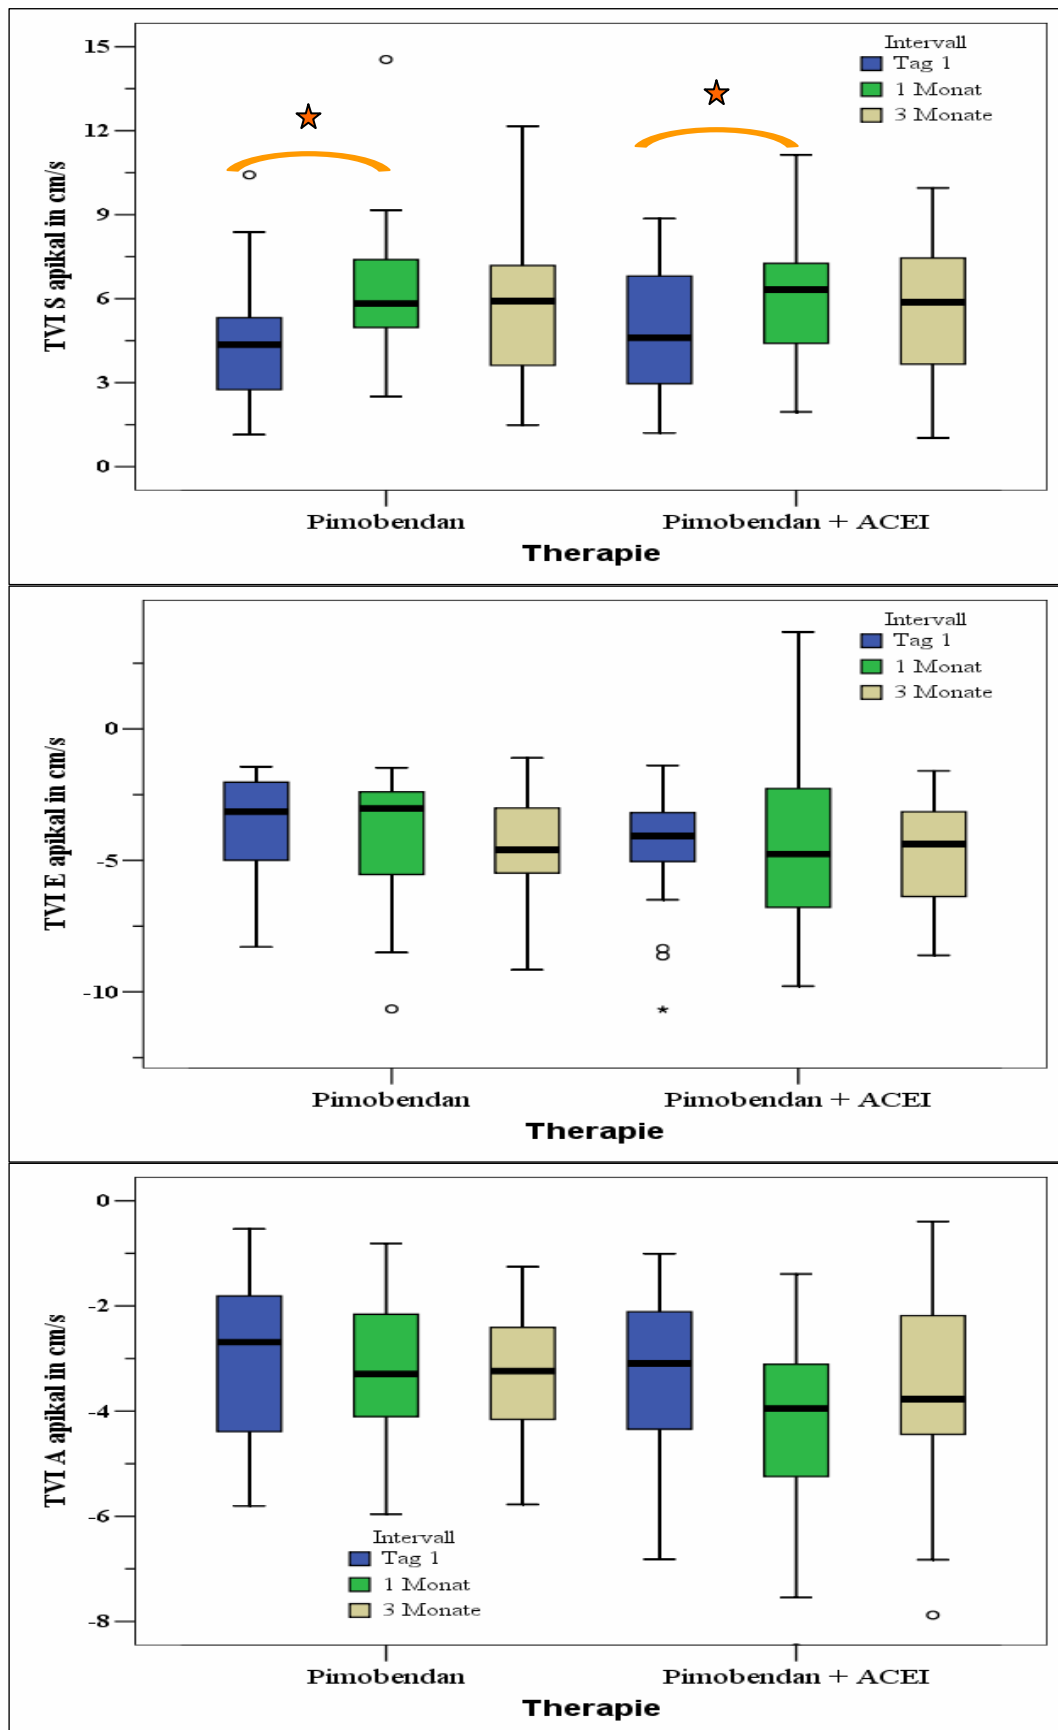 Intervall
Tag 1
1 Monat
3 Monate
15
12
9
6
3
0
TVI S apikal in cm/s
Pimobendan
Pimobendan + ACEI
Therapie
Intervall
Tag 1
1 Monat
3 Monate
0
-5
-10
TVI E apikal in cm/s
*
Pimobendan
Pimobendan + ACEI
Therapie
0
-2
-4
-6
-8
TVI A apikal in cm/s
Intervall
Tag 1
1 Monat
3 Monate
Pimobendan
Pimobendan + ACEI
Therapie